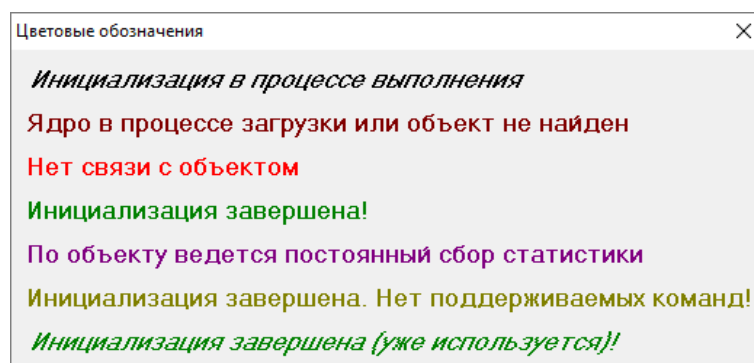 Цветовые обозначения
Инициализация в процессе выполнения
Ядро в процессе загрузки или объект не найден
Нет связи с объектом
Инициализация завершена!
По объекту ведется постоянный сбор статистики
Инициализация завершена. Нет поддерживаемых команд!
Инициализация завершена (уже используется)!